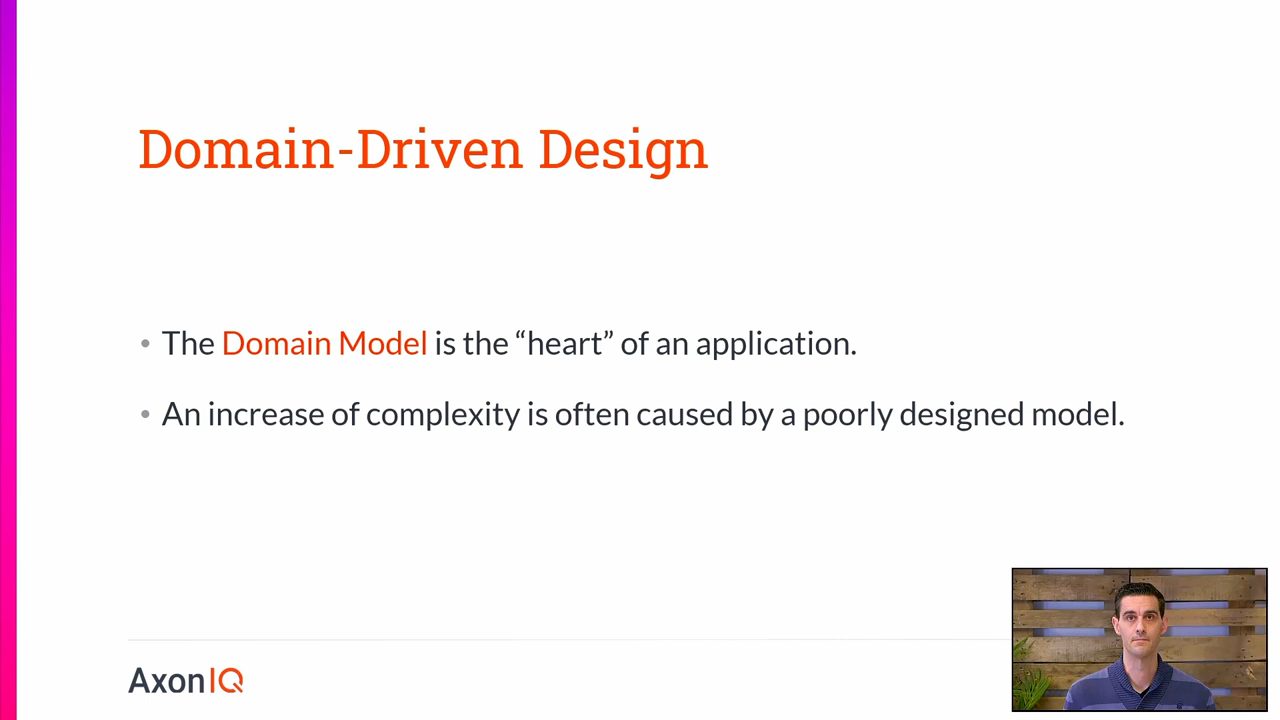 Domain-Driven Design
• The Domain Model is the “heart” of an application.
• An increase of complexity is often caused by a poorly designed model.
AxonIQ